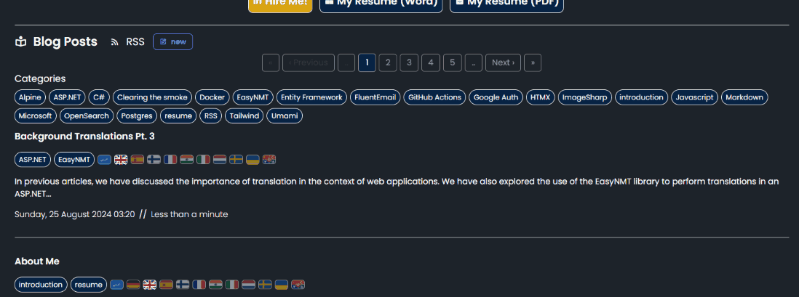 Hire Me!
My Resume (Word)
My Resume (PDF)
Blog Posts RSS new
« ‹ Previous ... 1 2 3 4 5 .. Next › »
Categories
Alpine ASP.NET C# Clearing the smoke Docker EasyNMT Entity Framework FluentEmail GitHub Actions Google Auth HTMX ImageSharp introduction Javascript Markdown
Microsoft OpenSearch Postgres resume RSS Tailwind Umami
Background Translations Pt. 3
ASP.NET EasyNMT
In previous articles, we have discussed the importance of translation in the context of web applications. We have also explored the use of the EasyNMT library to perform translations in an
ASP.NET...
Sunday, 25 August 2024 03:20 // Less than a minute
About Me
introduction resume